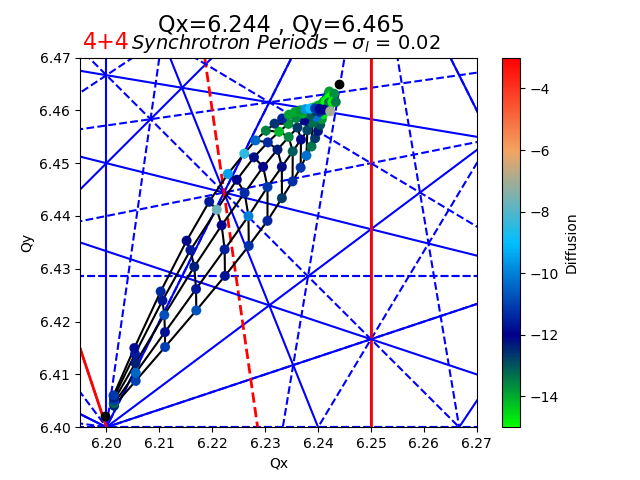 Qx=6.244 , Qy=6.465
4+4 Synchrotron Periods − σl = 0.02
6.47
6.46
6.45
6.44
6.43
6.42
6.41
6.40
Qy
6.20 6.21 6.22 6.23 6.24 6.25 6.26 6.27
Qx
−4
−6
−8
−10
−12
−14
Diffusion